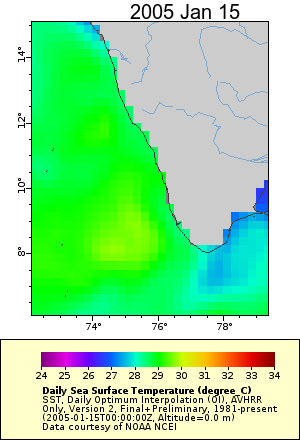 2005 Jan 15
14°
12°
10°
8°
74° 76° 78°
24 25 26 27 28 29 30 31 32 33 34
Daily Sea Surface Temperature (degree_C)
SST, Daily Optimum Interpolation (OI), AVHRR
Only, Version 2, Final+Preliminary, 1981-present
(2005-01-15T00:00:00Z, Altitude=0.0 m)
Data courtesy of NOAA NCEI